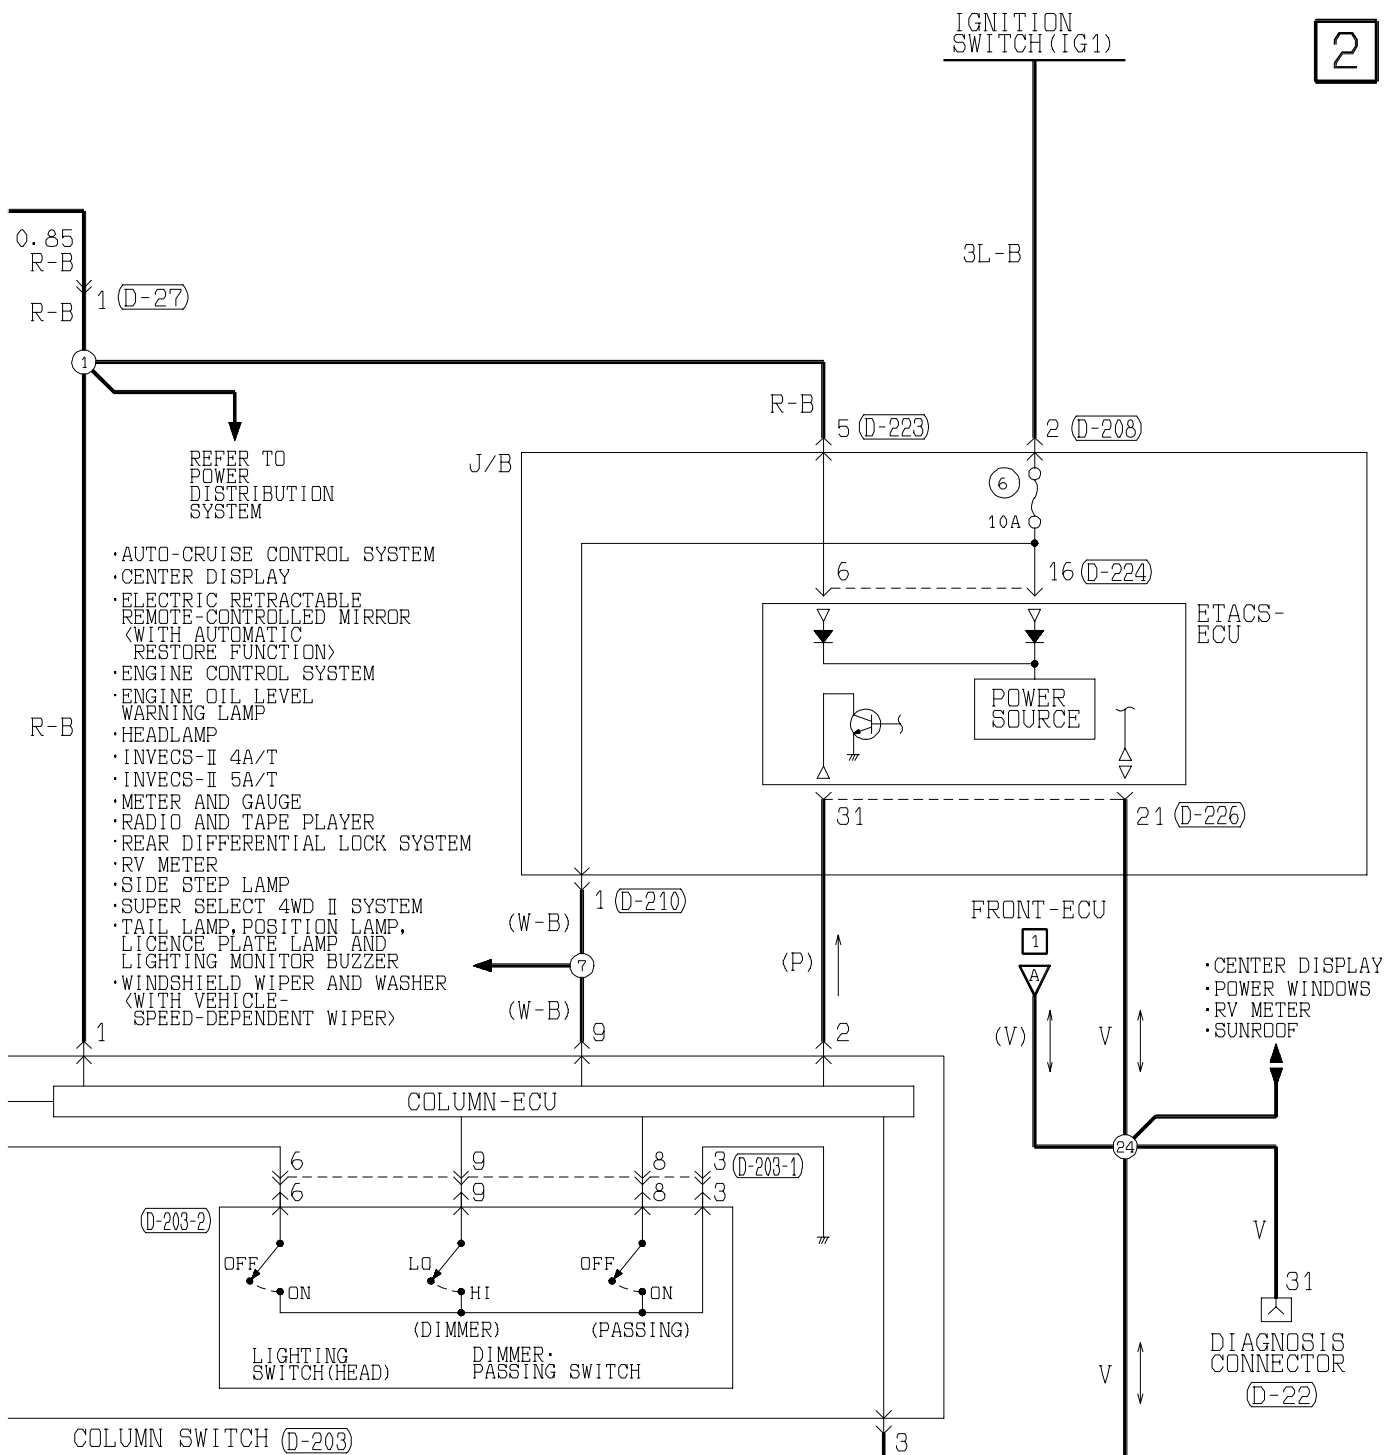 IGNITION
SWITCH(IG1)
2
0.85
R-B
1 (D-27)
R-B
3L-B
1
R-B
5 (D-223)
2 (D-208)
J/B
REFER TO
POWER
DISTRIBUTION
SYSTEM
6
10A
·AUTO-CRUISE CONTROL SYSTEM
·CENTER DISPLAY
·ELECTRIC RETRACTABLE
REMOTE-CONTROLLED MIRROR
<WITH AUTOMATIC
RESTORE FUNCTION>
·ENGINE CONTROL SYSTEM
·ENGINE OIL LEVEL
WARNING LAMP
·HEADLAMP
·INVECS-Ⅱ 4A/T
·INVECS-Ⅱ 5A/T
·METER AND GAUGE
·RADIO AND TAPE PLAYER
·REAR DIFFERENTIAL LOCK SYSTEM
·RV METER
·SIDE STEP LAMP
·SUPER SELECT 4WD Ⅱ SYSTEM
·TAIL LAMP,POSITION LAMP,
LICENCE PLATE LAMP AND
LIGHTING MONITOR BUZZER
·WINDSHIELD WIPER AND WASHER
<WITH VEHICLE-
SPEED-DEPENDENT WIPER>
R-B
6
16 (D-224)
ETACS-
ECU
POWER
SOURCE
31
21 (D-226)
1 (D-210)
(W-B)
7
(W-B)
(P)
FRONT-ECU
1
A
(V)
V
·CENTER DISPLAY
·POWER WINDOWS
·RV METER
·SUNROOF
1
9
2
COLUMN-ECU
24
6
9
8
3 (D-203-1)
6
9
8
3
(D-203-2)
OFF
ON
LO
HI
OFF
ON
(DIMMER)
(PASSING)
LIGHTING
SWITCH(HEAD)
DIMMER·
PASSING SWITCH
V
31
DIAGNOSIS
CONNECTOR
(D-22)
V
COLUMN SWITCH (D-203)
3